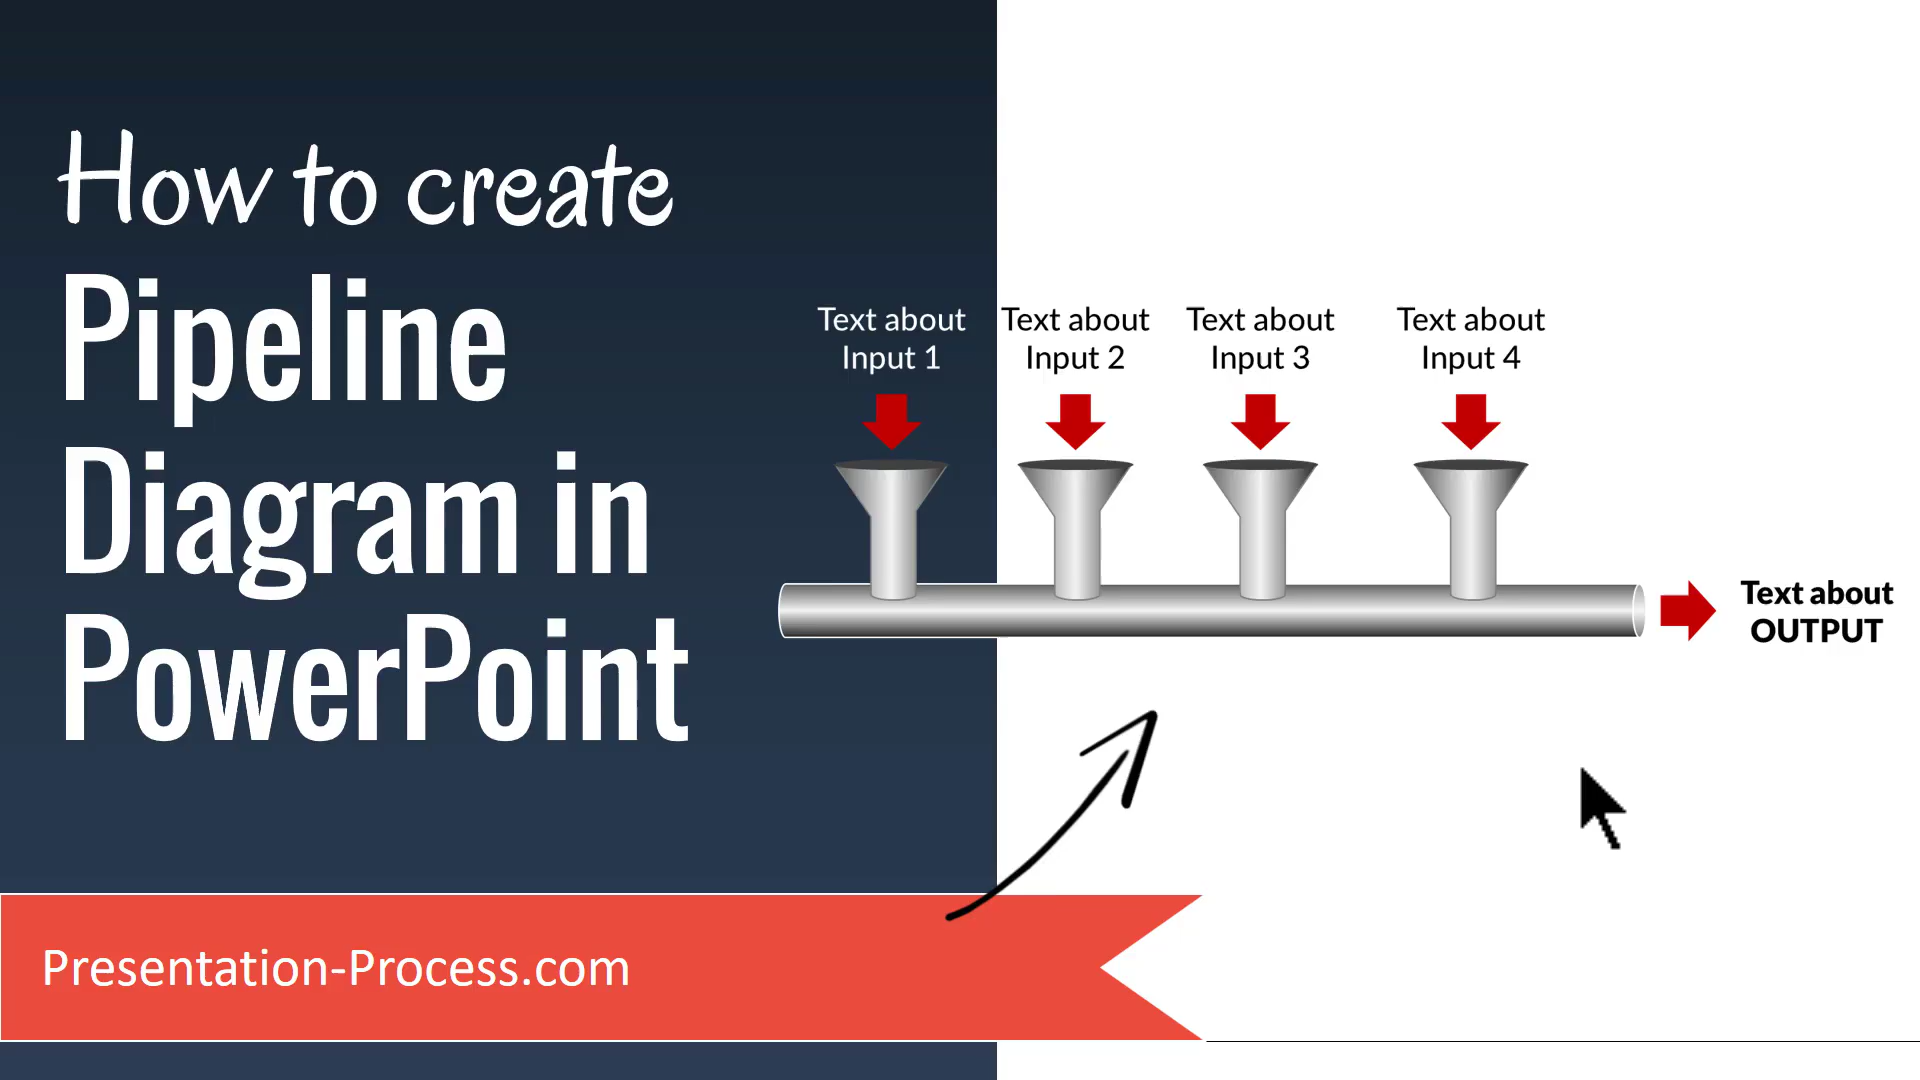 How to create
Pipeline
Diagram in
PowerPoint
Text about
Input 1
Text about
Input 2
Text about
Input 3
Text about
Input 4
Text about
OUTPUT
Presentation-Process.com